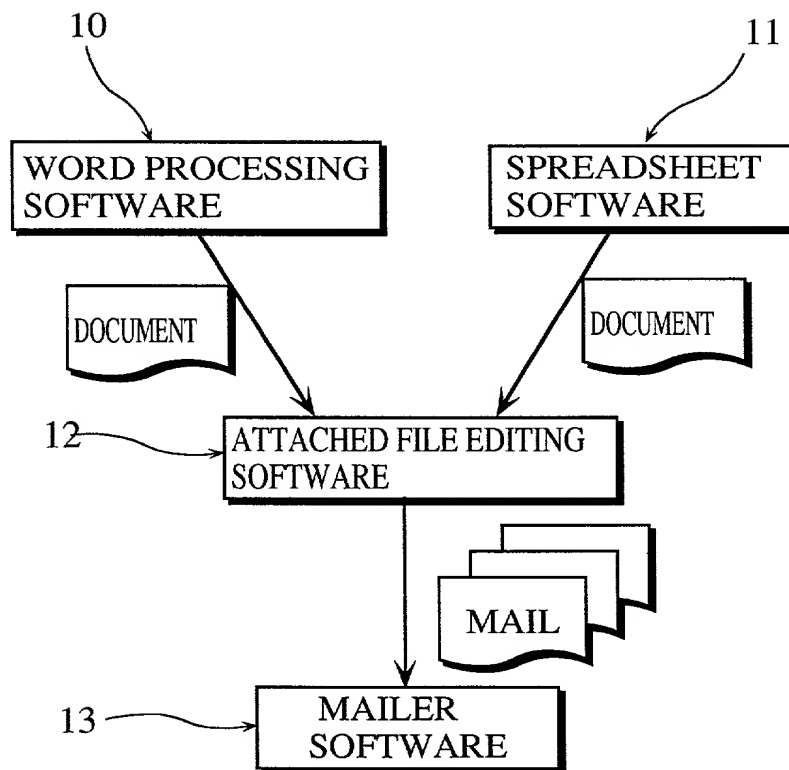 10
11
WORD PROCESSING
SOFTWARE
SPREADSHEET
SOFTWARE
DOCUMENT
DOCUMENT
12
ATTACHED FILE EDITING
SOFTWARE
MAIL
13
MAILER
SOFTWARE